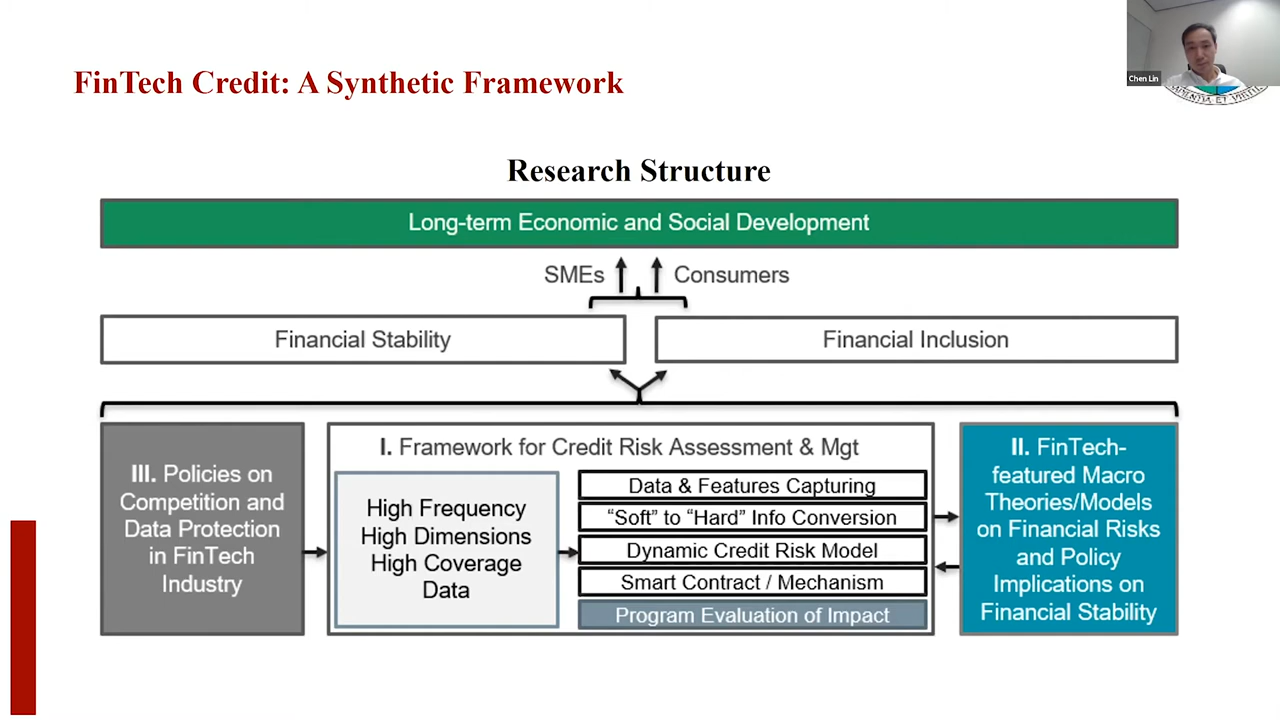 FinTech Credit: A Synthetic Framework
Chen Lin
SAPIENTIA ET VIRTUS
Research Structure
Long-term Economic and Social Development
SMEs
Consumers
Financial Stability
Financial Inclusion
III. Policies on
Competition and
Data Protection
in FinTech
Industry
I. Framework for Credit Risk Assessment & Mgt
High Frequency
High Dimensions
High Coverage
Data
Data & Features Capturing
“Soft” to “Hard” Info Conversion
Dynamic Credit Risk Model
Smart Contract / Mechanism
Program Evaluation of Impact
II. FinTech-
featured Macro
Theories/Models
on Financial Risks
and Policy
Implications on
Financial Stability